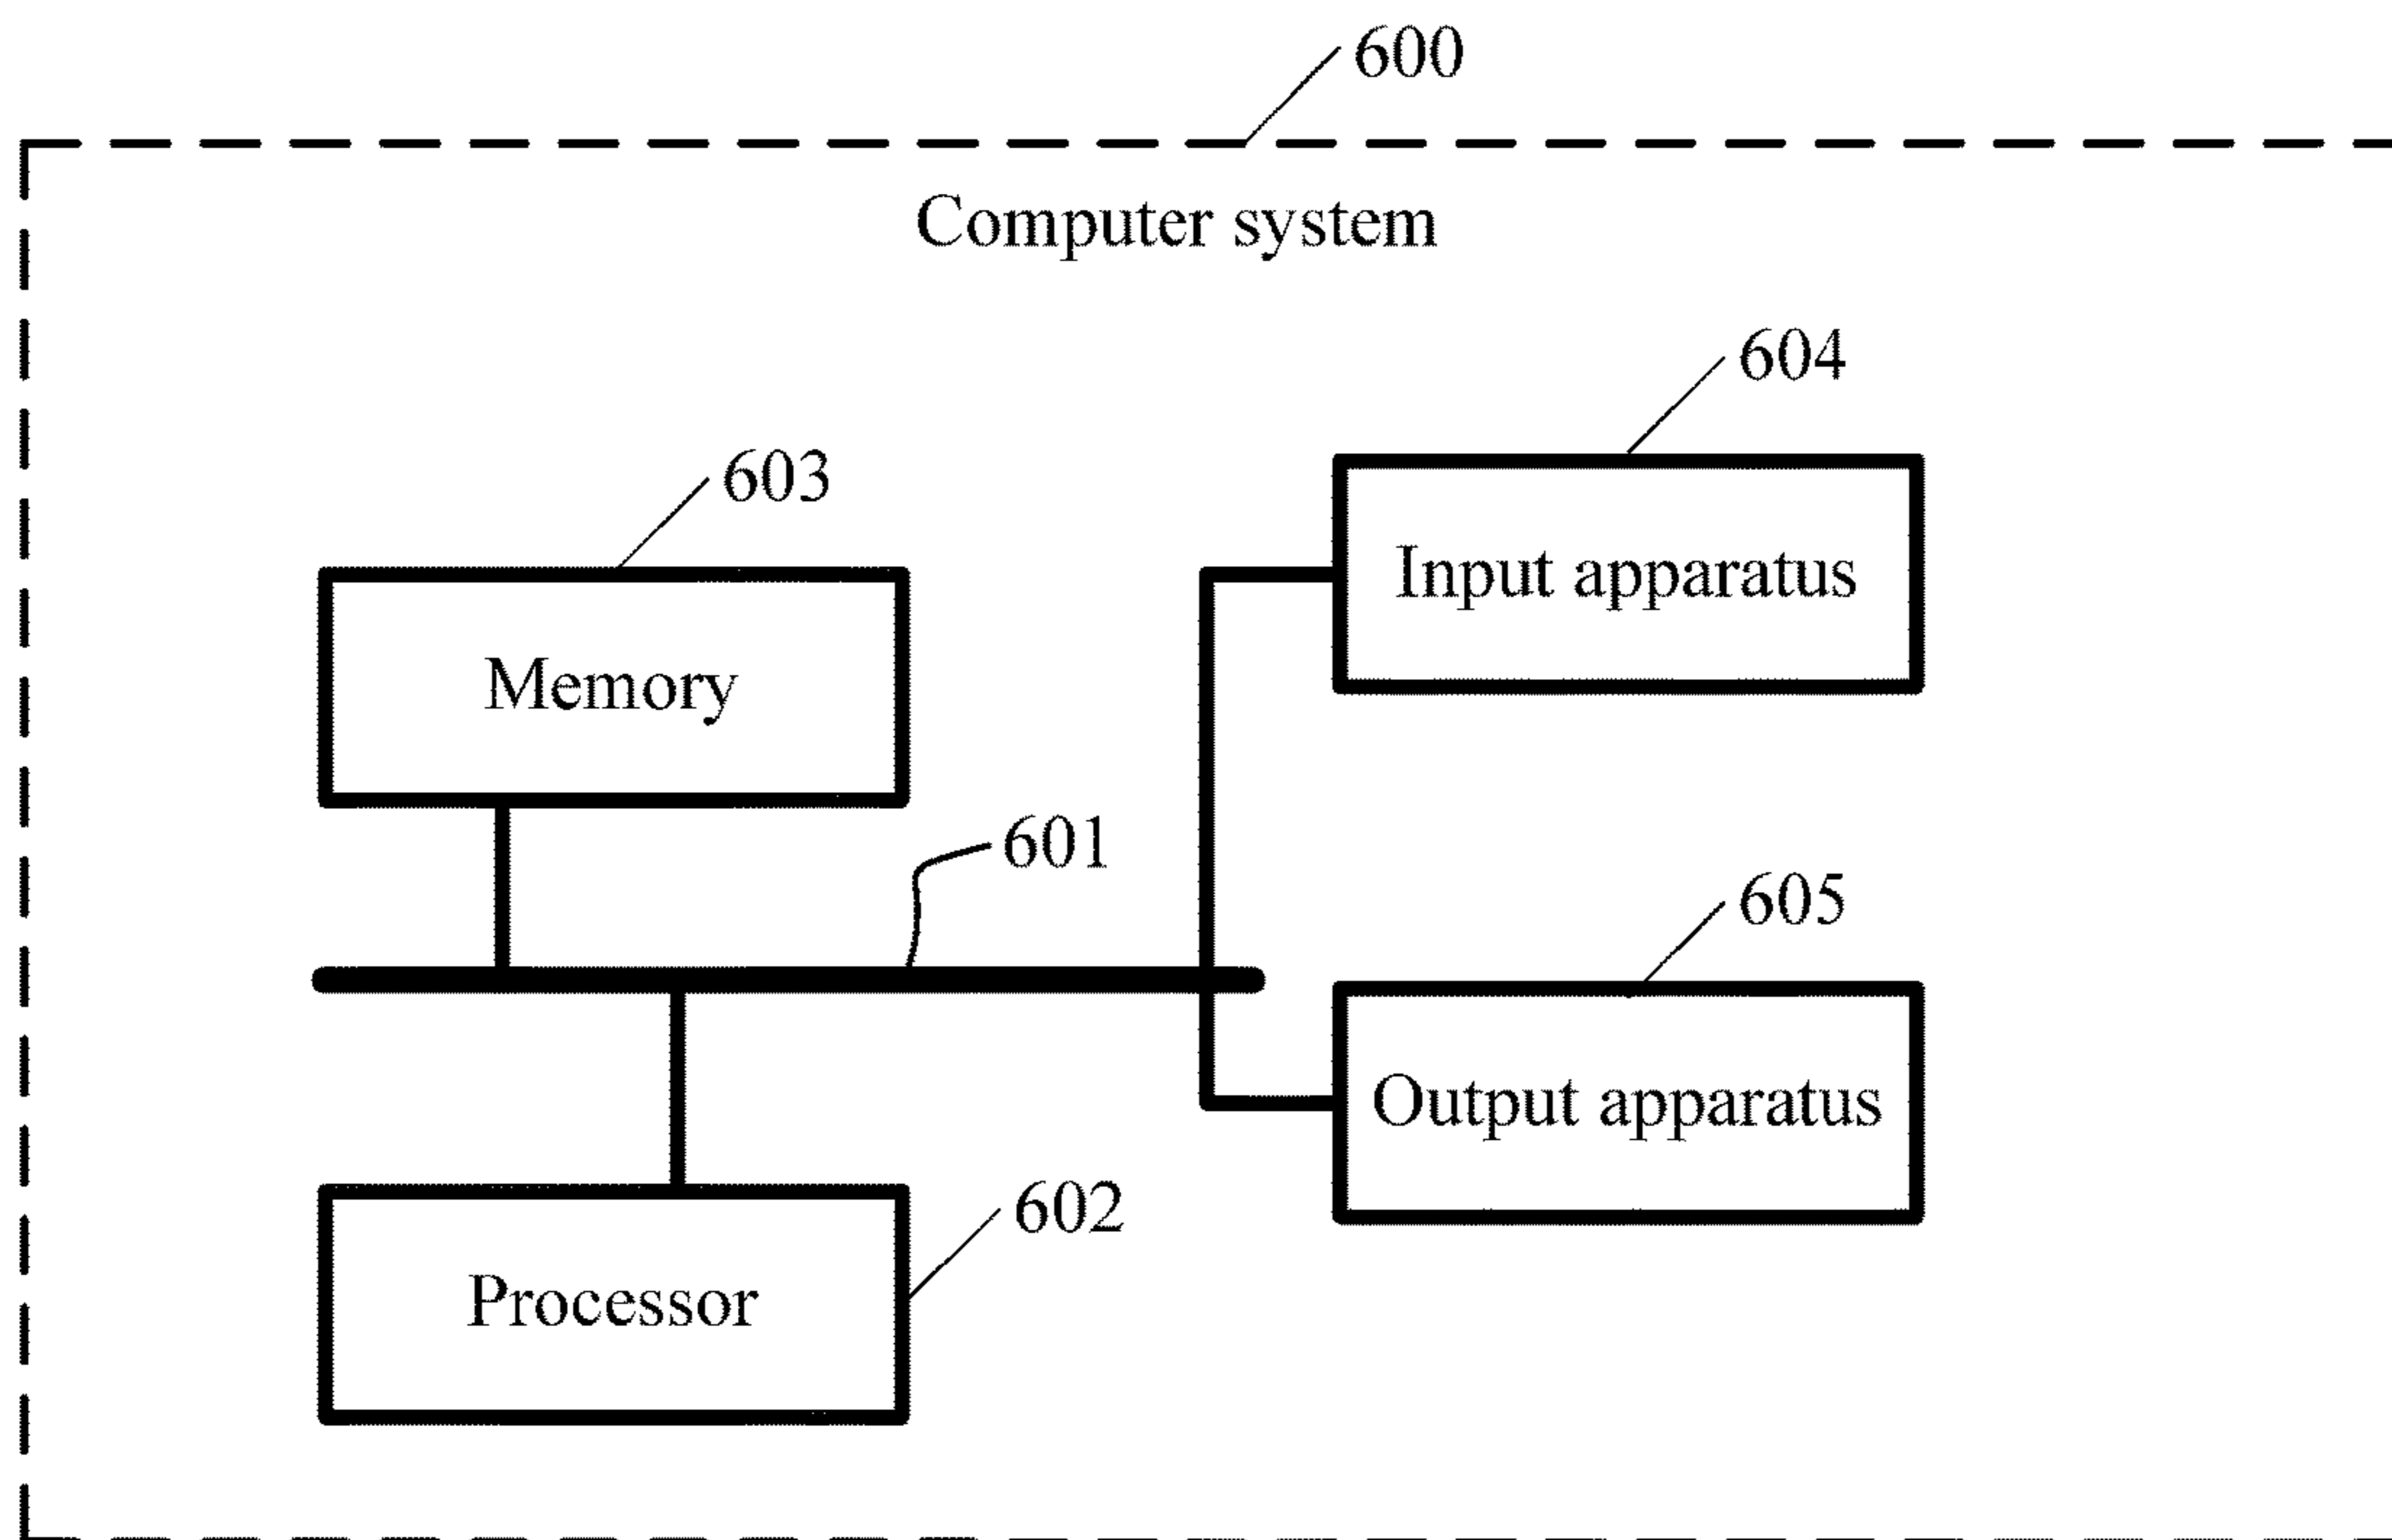 600
Computer system
604
603
Input apparatus
Memory
601
605
Output apparatus
602
Processor